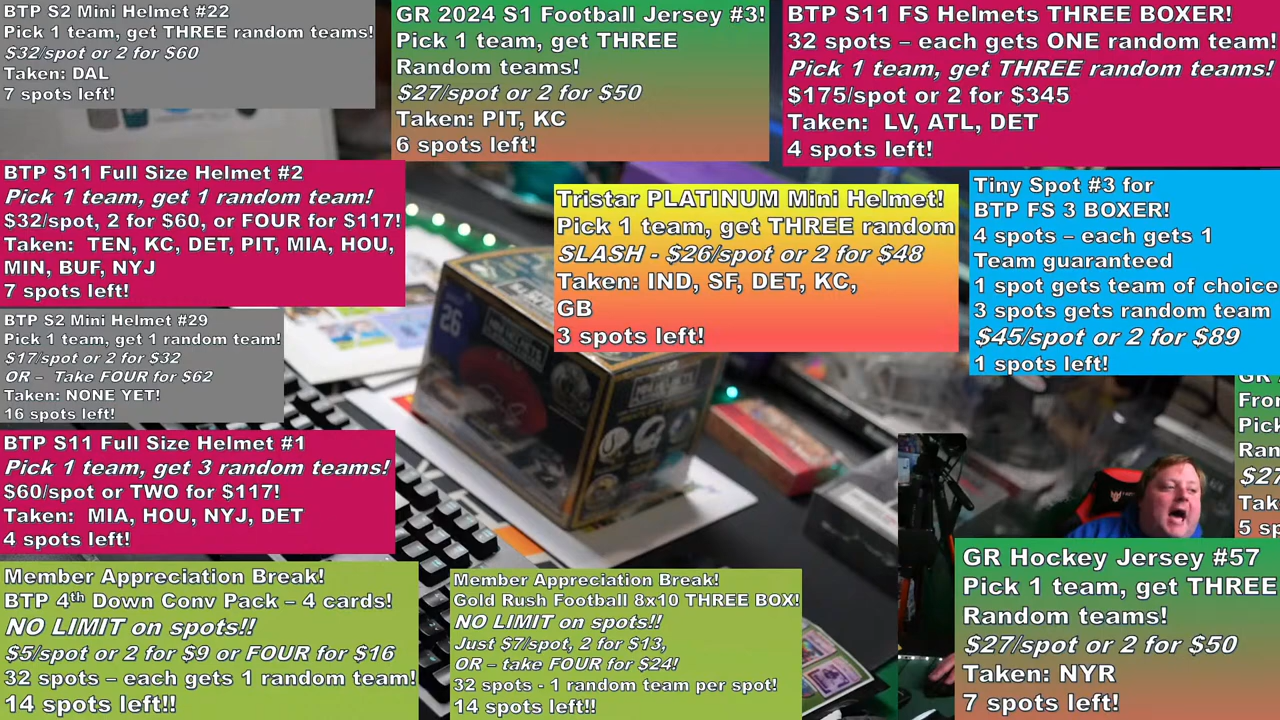 BTP S2 Mini Helmet #22
Pick 1 team, get THREE random teams!
$32/spot or 2 for $60
Taken: DAL
7 spots left!
GR 2024 S1 Football Jersey #3!
Pick 1 team, get THREE
Random teams!
$27/spot or 2 for $50
Taken: PIT, KC
6 spots left!
BTP S11 FS Helmets THREE BOXER!
32 spots – each gets ONE random team!
Pick 1 team, get THREE random teams!
$175/spot or 2 for $345
Taken: LV, ATL, DET
4 spots left!
BTP S11 Full Size Helmet #2
Pick 1 team, get 1 random team!
$32/spot, 2 for $60, or FOUR for $117!
Taken: TEN, KC, DET, PIT, MIA, HOU,
MIN, BUF, NYJ
7 spots left!
Tristar PLATINUM Mini Helmet!
Pick 1 team, get THREE random
SLASH - $26/spot or 2 for $48
Taken: IND, SF, DET, KC,
GB
3 spots left!
Tiny Spot #3 for
BTP FS 3 BOXER!
4 spots – each gets 1
Team guaranteed
1 spot gets team of choice
3 spots gets random team
$45/spot or 2 for $89
1 spots left!
BTP S2 Mini Helmet #29
Pick 1 team, get 1 random team!
$17/spot or 2 for $32
OR – Take FOUR for $62
Taken: NONE YET!
16 spots left!
26
BTP S11 Full Size Helmet #1
Pick 1 team, get 3 random teams!
$60/spot or TWO for $117!
Taken: MIA, HOU, NYJ, DET
4 spots left!
GR
Fror
Pick
Ran
$27
Tak
5 sp
Member Appreciation Break!
BTP 4th Down Conv Pack – 4 cards!
NO LIMIT on spots!!
$5/spot or 2 for $9 or FOUR for $16
32 spots – each gets 1 random team!
14 spots left!!
Member Appreciation Break!
Gold Rush Football 8x10 THREE BOX!
NO LIMIT on spots!!
Just $7/spot, 2 for $13,
OR – take FOUR for $24!
32 spots - 1 random team per spot!
14 spots left!!
GR Hockey Jersey #57
Pick 1 team, get THREE
Random teams!
$27/spot or 2 for $50
Taken: NYR
7 spots left!